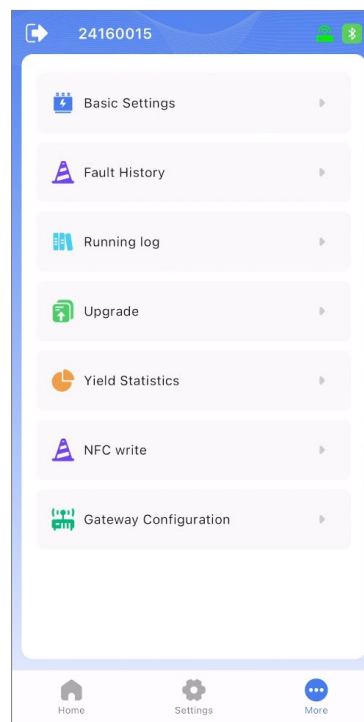 24160015
Basic Settings
Fault History
Running log
Upgrade
Yield Statistics
NFC write
Gateway Configuration
Home
Settings
More